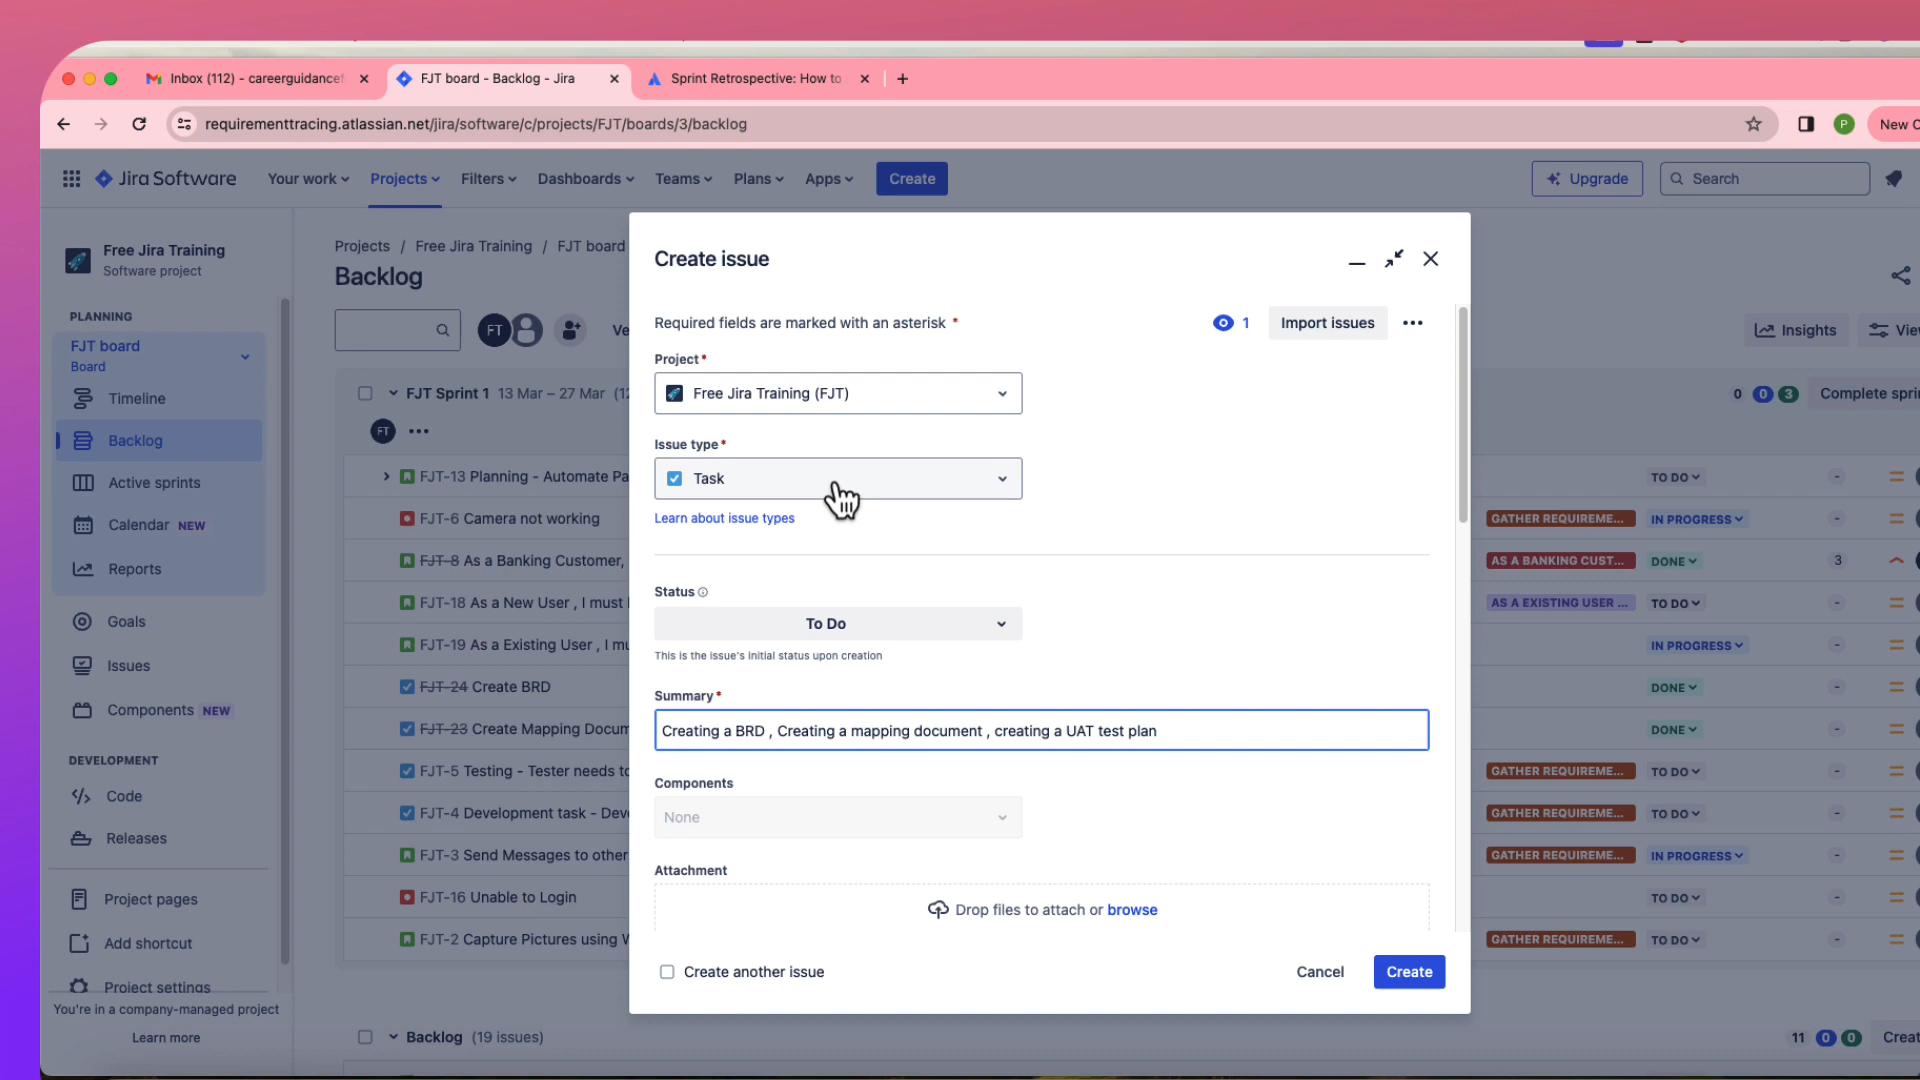 Inbox (112) - careerguidancef
FJT board - Backlog - Jira
Sprint Retrospective: How to
requirementtracing.atlassian.net/jira/software/c/projects/FJT/boards/3/backlog
P
New C
Jira Software
Your work
Projects
Filters
Dashboards
Teams
Plans
Apps
Create
Upgrade
Search
Free Jira Training
Software project
PLANNING
FJT board
Board
Timeline
Backlog
Active sprints
Calendar NEW
Reports
Goals
Issues
Components NEW
DEVELOPMENT
Code
Releases
Project pages
Add shortcut
Project settings
You're in a company-managed project
Learn more
Projects / Free Jira Training / FJT board
Backlog
FT
Ve
Insights
View
FJT Sprint 1 13 Mar – 27 Mar (12
0 0 3 Complete sprin
FT
FJT-13 Planning - Automate Pa
TO DO -
FJT-6 Camera not working
GATHER REQUIREME... IN PROGRESS -
FJT-8 As a Banking Customer,
AS A BANKING CUST... DONE 3
FJT-18 As a New User , I must
AS A EXISTING USER ... TO DO -
FJT-19 As a Existing User , I mu
IN PROGRESS -
FJT-24 Create BRD
DONE -
FJT-23 Create Mapping Docum
DONE -
FJT-5 Testing - Tester needs to
GATHER REQUIREME... TO DO -
FJT-4 Development task - Deve
GATHER REQUIREME... TO DO -
FJT-3 Send Messages to other
GATHER REQUIREME... IN PROGRESS -
FJT-16 Unable to Login
TO DO -
FJT-2 Capture Pictures using W
GATHER REQUIREME... TO DO -
Backlog (19 issues)
11 0 0 Creat
Create issue
Required fields are marked with an asterisk *
1
Import issues
Project*
Free Jira Training (FJT)
Issue type*
Task
Learn about issue types
Status
To Do
This is the issue's initial status upon creation
Summary*
Creating a BRD , Creating a mapping document , creating a UAT test plan
Components
None
Attachment
Drop files to attach or browse
Create another issue
Cancel
Create